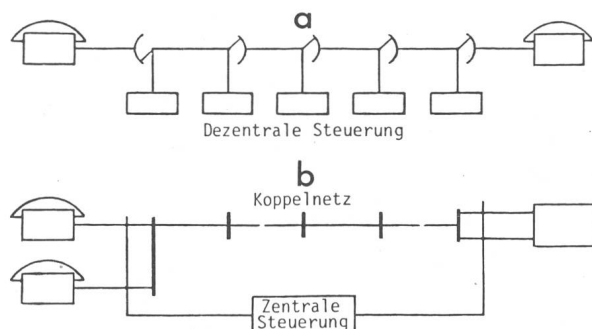 a
Dezentrale Steuerung
b
Koppelnetz
Zentrale
Steuerung